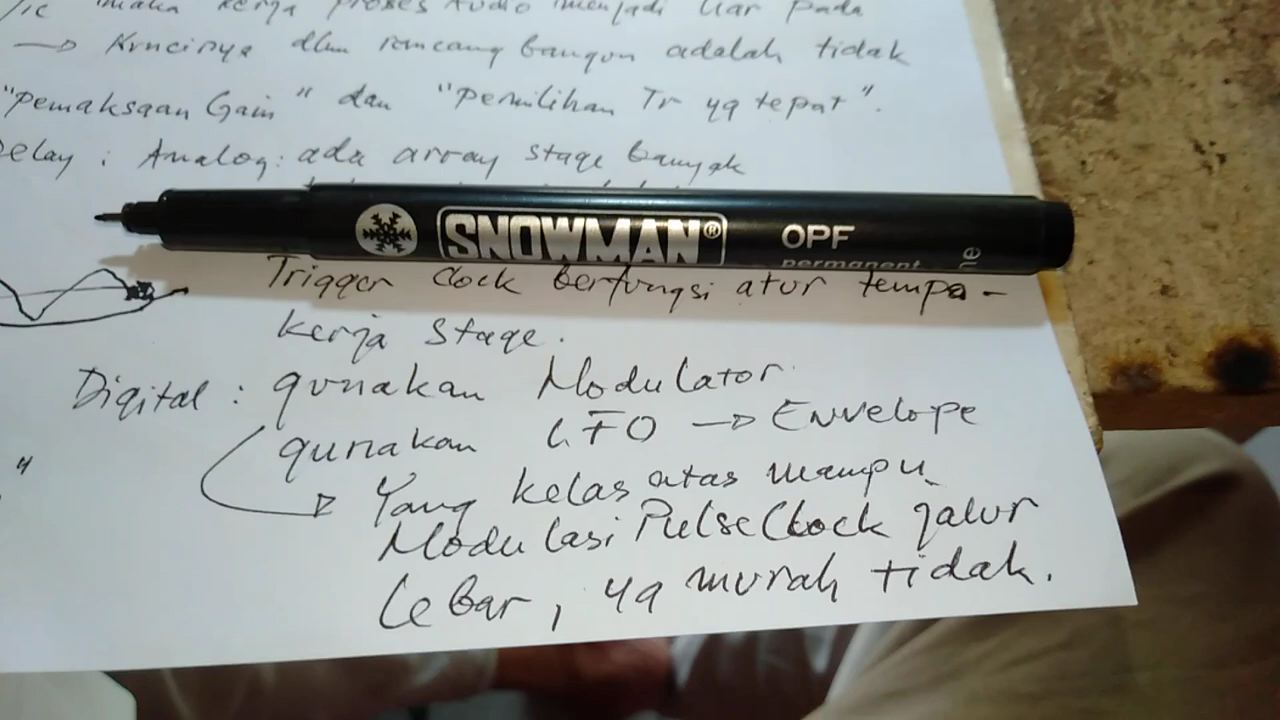 maka kerja proses Audio menjadi liar pada
→ Kuncinya dlm rancang bangun adalah tidak
"pemaksaan Gain" dan "Pemilihan Tr yg tepat".
Delay : Analog : ada array stage banyak
SNOWMAN® OPF
permanent
Trigger Clock berfungsi atur tempo
kerja Stage.
Digital : gunakan Modulator.
gunakan LFO → Envelope
Yang kelas atas mampu
Modulasi Pulse Clock jalur
lebar, yg murah tidak.